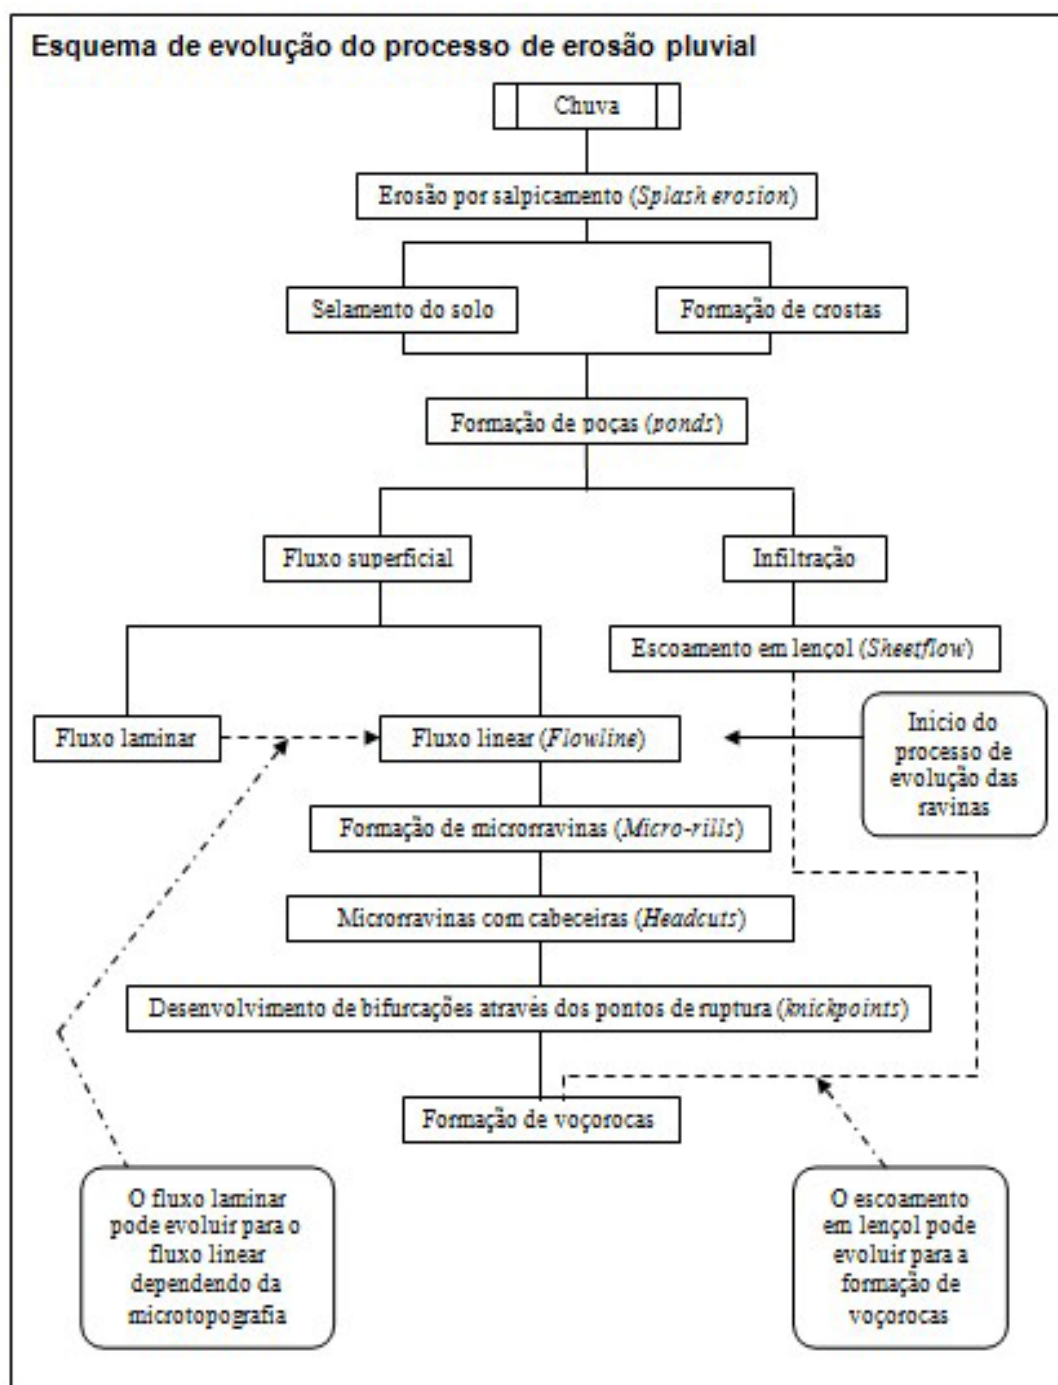 Esquema de evolução do processo de erosão pluvial
Chuva
Erosão por salpicamento (Splash erosion)
Selamento do solo
Formação de crostas
Formação de poças (ponds)
Fluxo superficial
Infiltração
Escoamento em lençol (Sheetflow)
Fluxo laminar
Fluxo linear (Flowline)
Inicio do
processo de
evolução das
ravinas
Formação de microrravinas (Micro-rills)
Microrravinas com cabeceiras (Headcuts)
Desenvolvimento de bifurcações através dos pontos de ruptura (knickpoints)
Formação de voçorocas
O fluxo laminar
pode evoluir para o
fluxo linear
dependendo da
microtopografia
O escoamento
em lençol pode
evoluir para a
formação de
voçorocas